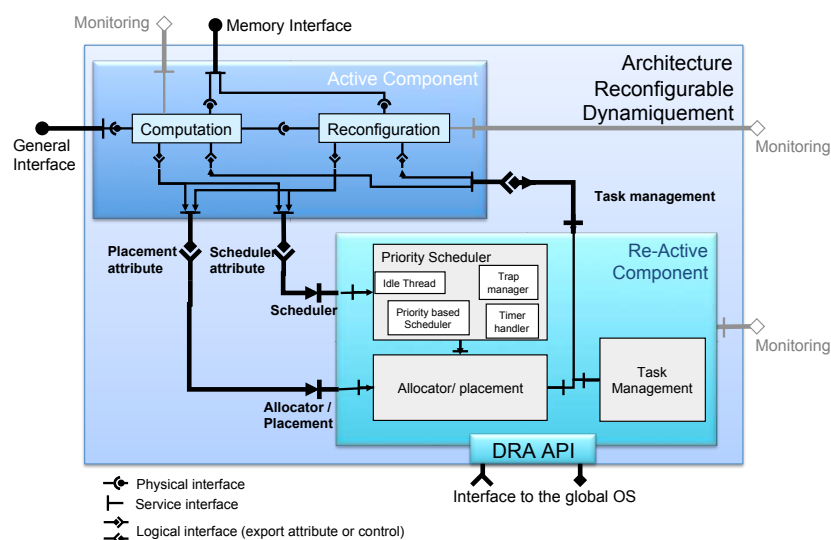 Monitoring
Memory Interface
Active Component
Architecture
Reconfigurable
Dynamiquement
Computation
Reconfiguration
General
Interface
Monitoring
Task management
Placement
attribute
Scheduler
attribute
Re-Active
Component
Priority Scheduler
Idle Thread
Trap
manager
Priority based
Scheduler
Timer
handler
Scheduler
Monitoring
Allocator/ placement
Task
Management
Allocator /
Placement
DRA API
Interface to the global OS
Physical interface
Service interface
Logical interface (export attribute or control)